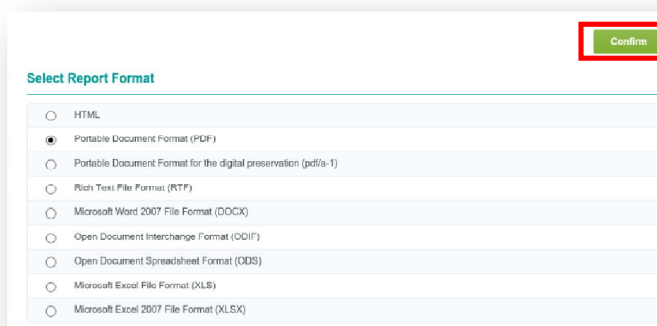 Confirm
Select Report Format
HTML
Portable Document Format (PDF)
Portable Document Format for the digital preservation (pdf/a-1)
Rich Text File Format (RTF)
Microsoft Word 2007 File Format (DOCX)
Open Document Interchange Format (ODIF)
Open Document Spreadsheet Format (ODS)
Microsoft Excel File Format (XLS)
Microsoft Excel 2007 File Format (XLSX)